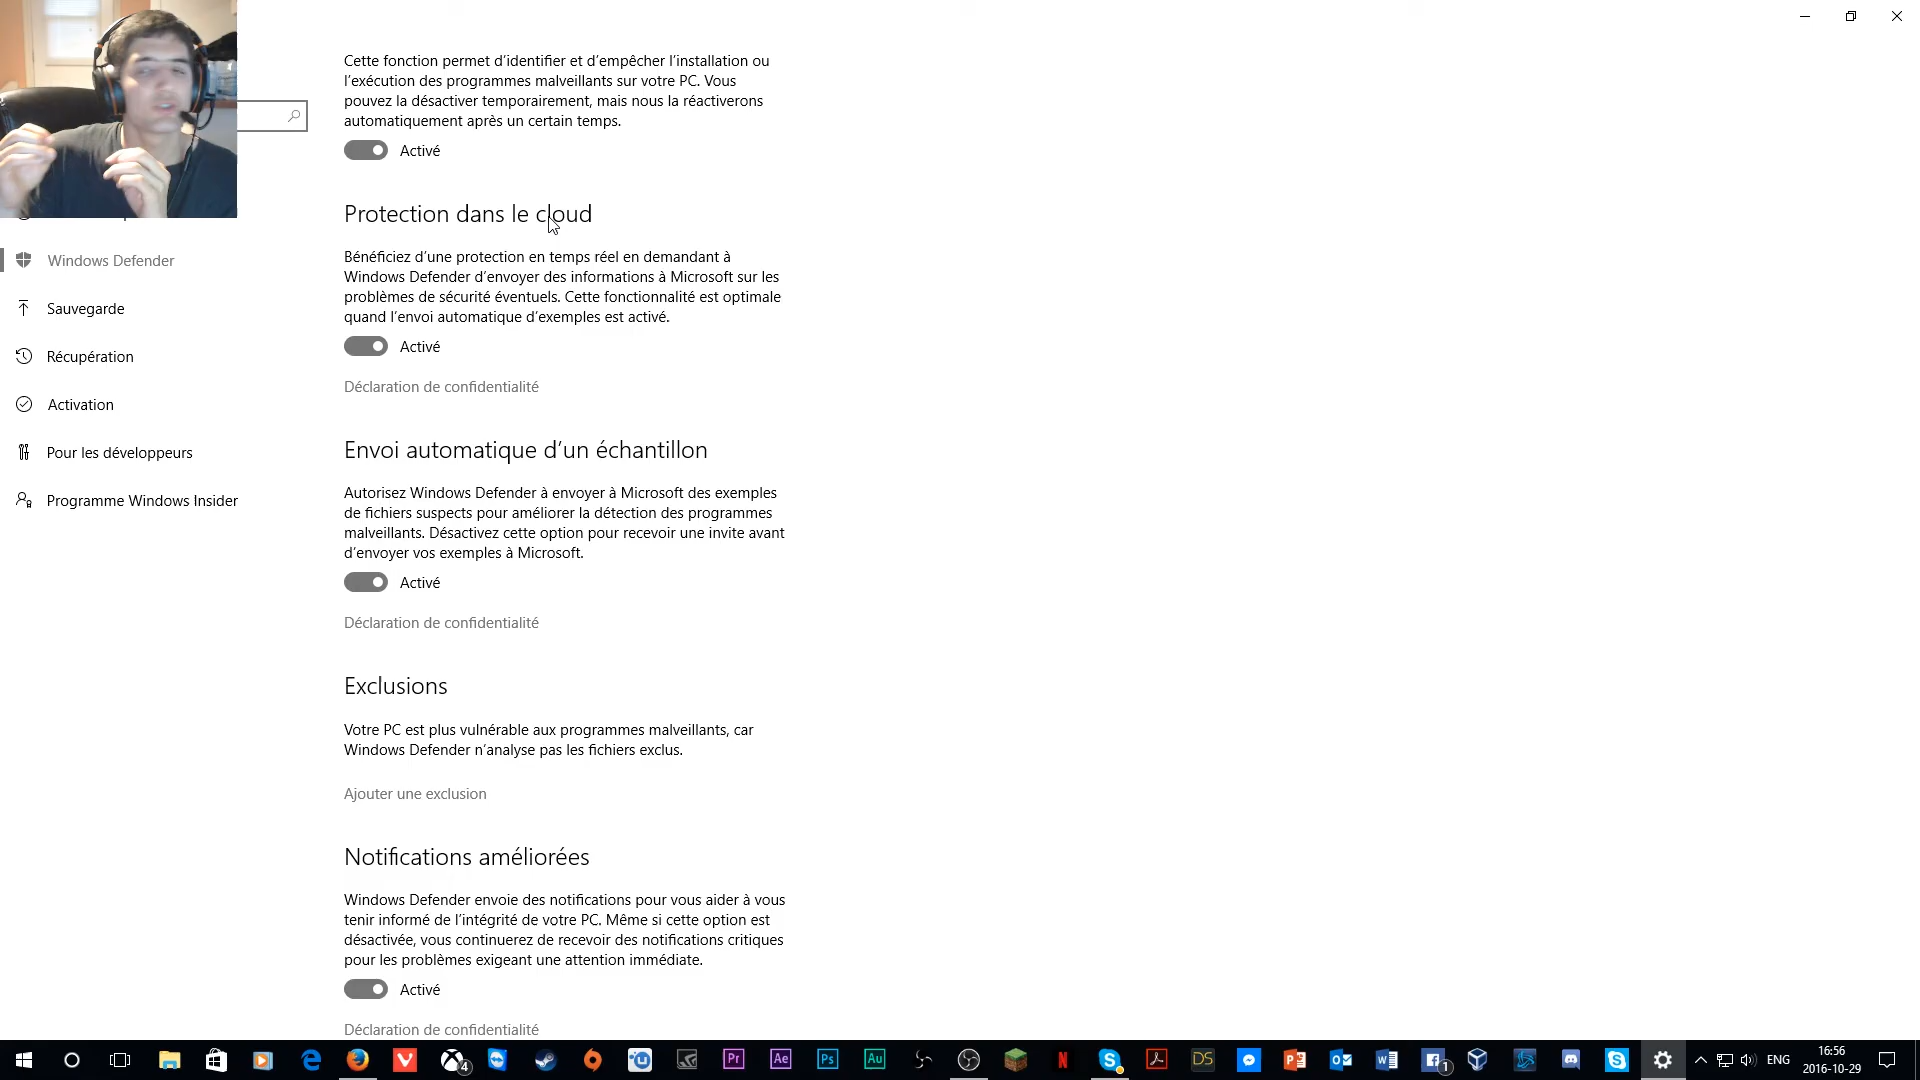 Cette fonction permet d'identifier et d'empêcher l'installation ou
l'exécution des programmes malveillants sur votre PC. Vous
pouvez la désactiver temporairement, mais nous la réactiverons
automatiquement après un certain temps.
Activé
Protection dans le cloud
Bénéficiez d'une protection en temps réel en demandant à
Windows Defender d'envoyer des informations à Microsoft sur les
problèmes de sécurité éventuels. Cette fonctionnalité est optimale
quand l'envoi automatique d'exemples est activé.
Activé
Déclaration de confidentialité
Envoi automatique d'un échantillon
Autorisez Windows Defender à envoyer à Microsoft des exemples
de fichiers suspects pour améliorer la détection des programmes
malveillants. Désactivez cette option pour recevoir une invite avant
d'envoyer vos exemples à Microsoft.
Activé
Déclaration de confidentialité
Exclusions
Votre PC est plus vulnérable aux programmes malveillants, car
Windows Defender n'analyse pas les fichiers exclus.
Ajouter une exclusion
Notifications améliorées
Windows Defender envoie des notifications pour vous aider à vous
tenir informé de l'intégrité de votre PC. Même si cette option est
désactivée, vous continuerez de recevoir des notifications critiques
pour les problèmes exigeant une attention immédiate.
Activé
Déclaration de confidentialité
Windows Defender
Sauvegarde
Récupération
Activation
Pour les développeurs
Programme Windows Insider
4
Pr
Ae
Ps
Au
N
DS
1
ENG
16:56
2016-10-29